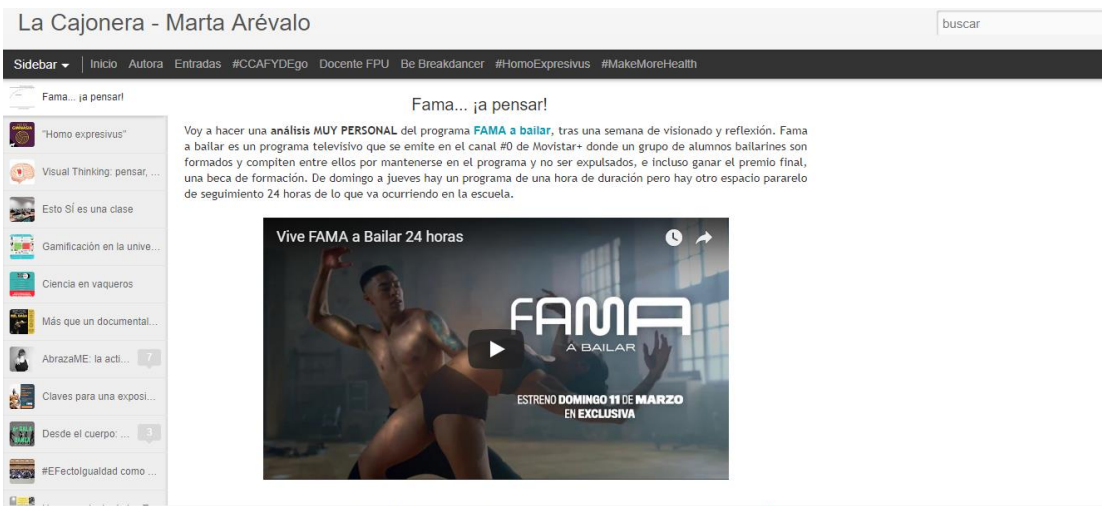 La Cajonera - Marta Arévalo
buscar
Sidebar Inicio Autora Entradas #CCAFYDEgo Docente FPU Be Breakdancer #HomoExpresivus #MakeMoreHealth
Fama... ¡a pensar!
"Homo expresivus"
Visual Thinking: pensar, ...
Esto SÍ es una clase
Gamificación en la unive...
Ciencia en vaqueros
Más que un documental...
AbrazaME: la acti... 7
Claves para una exposi...
Desde el cuerpo: ... 3
#EFectoIgualdad como ...
Fama... ¡a pensar!
Voy a hacer una análisis MUY PERSONAL del programa FAMA a bailar, tras una semana de visionado y reflexión. Fama
a bailar es un programa televisivo que se emite en el canal #0 de Movistar+ donde un grupo de alumnos bailarines son
formados y compiten entre ellos por mantenerse en el programa y no ser expulsados, e incluso ganar el premio final,
una beca de formación. De domingo a jueves hay un programa de una hora de duración pero hay otro espacio pararelo
de seguimiento 24 horas de lo que va ocurriendo en la escuela.
Vive FAMA a Bailar 24 horas
FAMA
A BAILAR
ESTRENO DOMINGO 11 DE MARZO
EN EXCLUSIVA